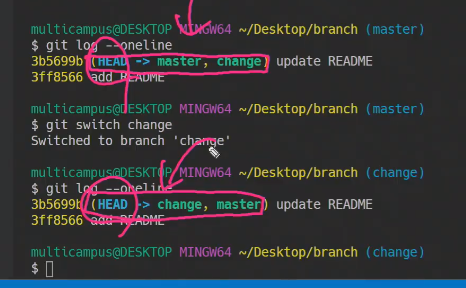 multicampus@DESKTOP MINGW64 ~/Desktop/branch (master)
$ git log --oneline
3b5699b (HEAD -> master, change) update README
3ff8566 add README
multicampus@DESKTOP MINGW64 ~/Desktop/branch (master)
$ git switch change
Switched to branch 'change'
multicampus@DESKTOP MINGW64 ~/Desktop/branch (change)
$ git log --oneline
3b5699b (HEAD -> change, master) update README
3ff8566 add README
multicampus@DESKTOP MINGW64 ~/Desktop/branch (change)
$